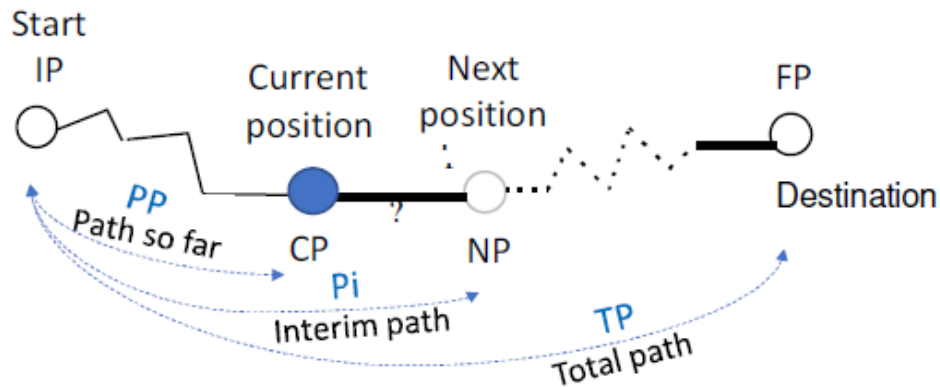 Start
IP
Current
position
Next
position
FP
?
Destination
CP
NP
PP
Path so far
Pi
Interim path
TP
Total path